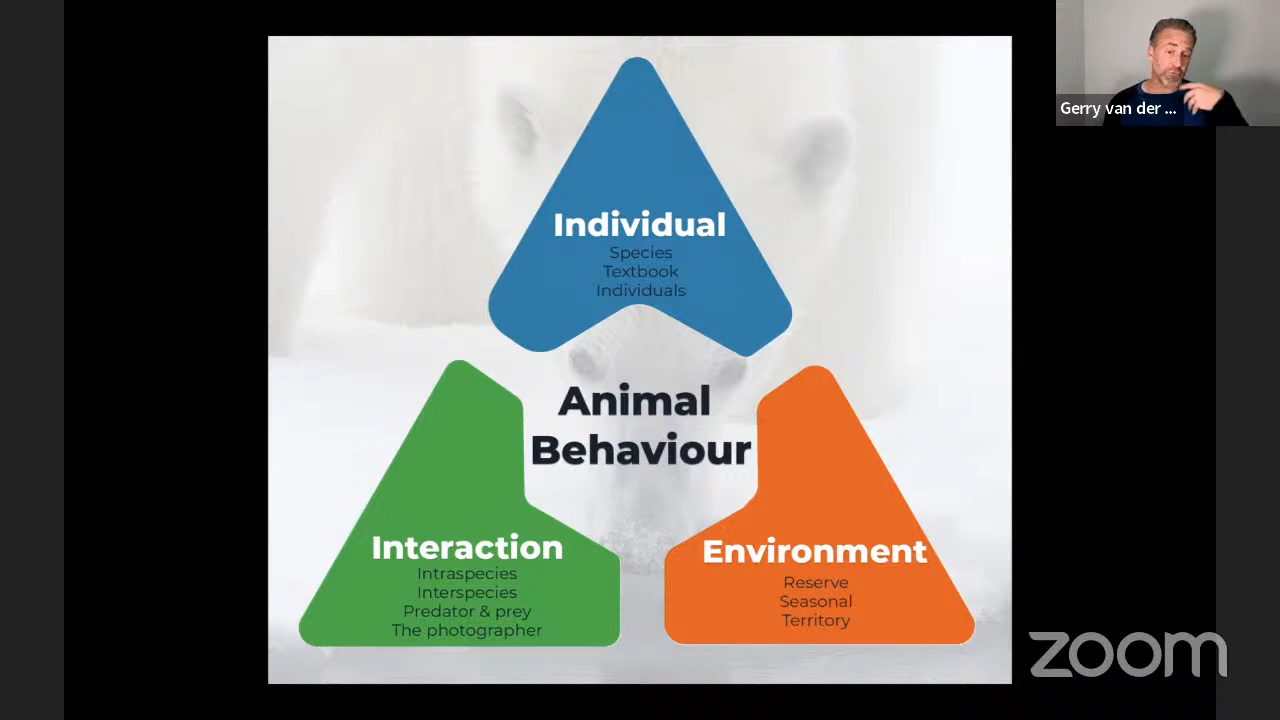 Gerry van der ...
Individual
Species
Textbook
Individuals
Animal
Behaviour
Interaction
Intraspecies
Interspecies
Predator & prey
The photographer
Environment
Reserve
Seasonal
Territory
zoom